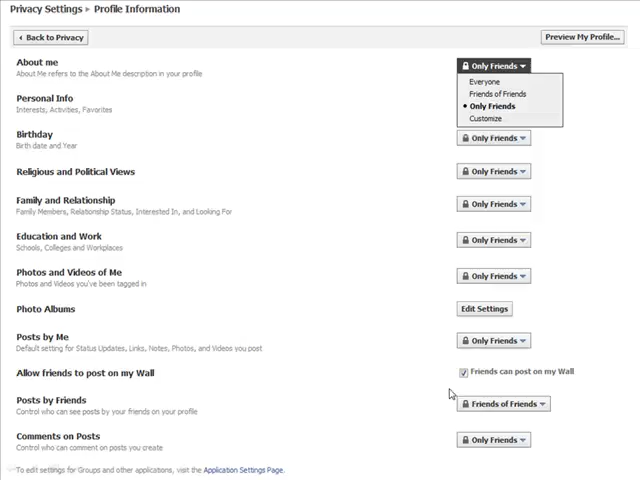 Privacy Settings ▸ Profile Information
Back to Privacy
Preview My Profile...
About me
About Me refers to the About Me description in your profile
Only Friends
Everyone
Friends of Friends
Only Friends
Customize
Personal Info
Interests, Activities, Favorites
Birthday
Birth date and Year
Only Friends
Religious and Political Views
Only Friends
Family and Relationship
Family Members, Relationship Status, Interested In, and Looking For
Only Friends
Education and Work
Schools, Colleges and Workplaces
Only Friends
Photos and Videos of Me
Photos and Videos you've been tagged in
Only Friends
Photo Albums
Edit Settings
Posts by Me
Default setting for Status Updates, Links, Notes, Photos, and Videos you post
Only Friends
Allow friends to post on my Wall
Friends can post on my Wall
Posts by Friends
Control who can see posts by your friends on your profile
Friends of Friends
Comments on Posts
Control who can comment on posts you create
Only Friends
To edit settings for Groups and other applications, visit the Application Settings Page.